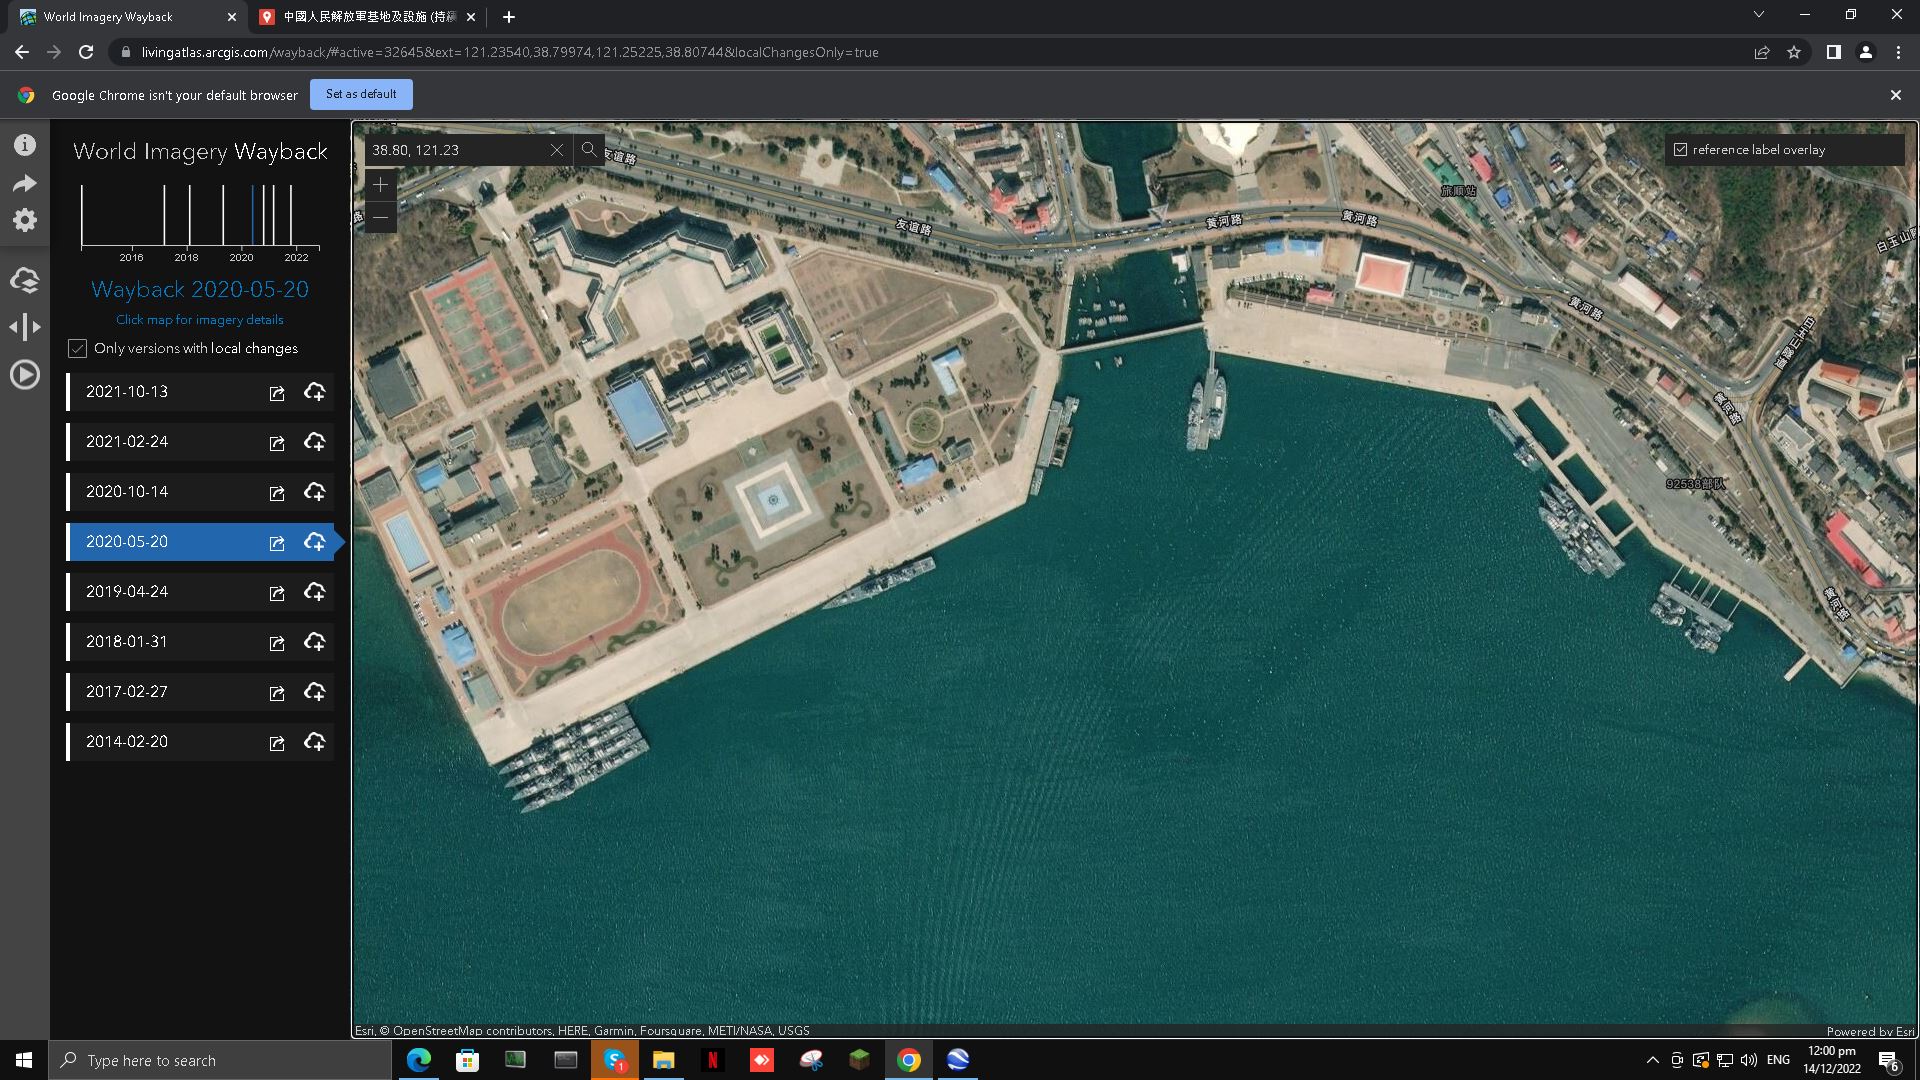 World Imagery Wayback
中國人民解放軍基地及設施 (持續
livingatlas.arcgis.com/wayback/#active=32645&ext=121.23540,38.79974,121.25225,38.80744&localChangesOnly=true
Google Chrome isn't your default browser
Set as default
World Imagery Wayback
2016 2018 2020 2022
Wayback 2020-05-20
Click map for imagery details
Only versions with local changes
2021-10-13
2021-02-24
2020-10-14
2020-05-20
2019-04-24
2018-01-31
2017-02-27
2014-02-20
38.80, 121.23
reference label overlay
友谊路
友谊路
黄河路
黄河路
旅顺站
白玉山
黄河路
黄河路
92538部队
黄河路
Esri, © OpenStreetMap contributors, HERE, Garmin, Foursquare, METI/NASA, USGS
Powered by Esri
Type here to search
1
ENG
12:00 pm
14/12/2022
6